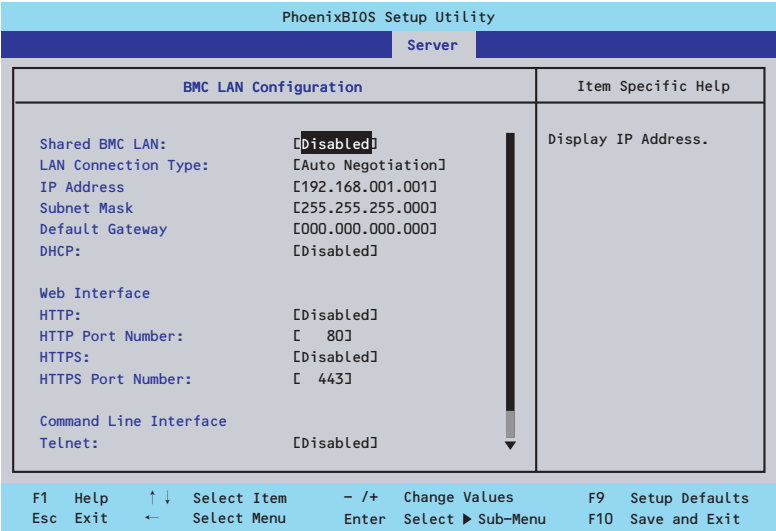 PhoenixBIOS Setup Utility
Server
BMC LAN Configuration
Item Specific Help
Shared BMC LAN: [Disabled]
LAN Connection Type: [Auto Negotiation]
IP Address [192.168.001.001]
Subnet Mask [255.255.255.000]
Default Gateway [000.000.000.000]
DHCP: [Disabled]
Web Interface
HTTP: [Disabled]
HTTP Port Number: [ 80]
HTTPS: [Disabled]
HTTPS Port Number: [ 443]
Command Line Interface
Telnet: [Disabled]
Display IP Address.
F1 Help ↑↓ Select Item - /+ Change Values F9 Setup Defaults
Esc Exit ← Select Menu Enter Select ▶ Sub-Menu F10 Save and Exit